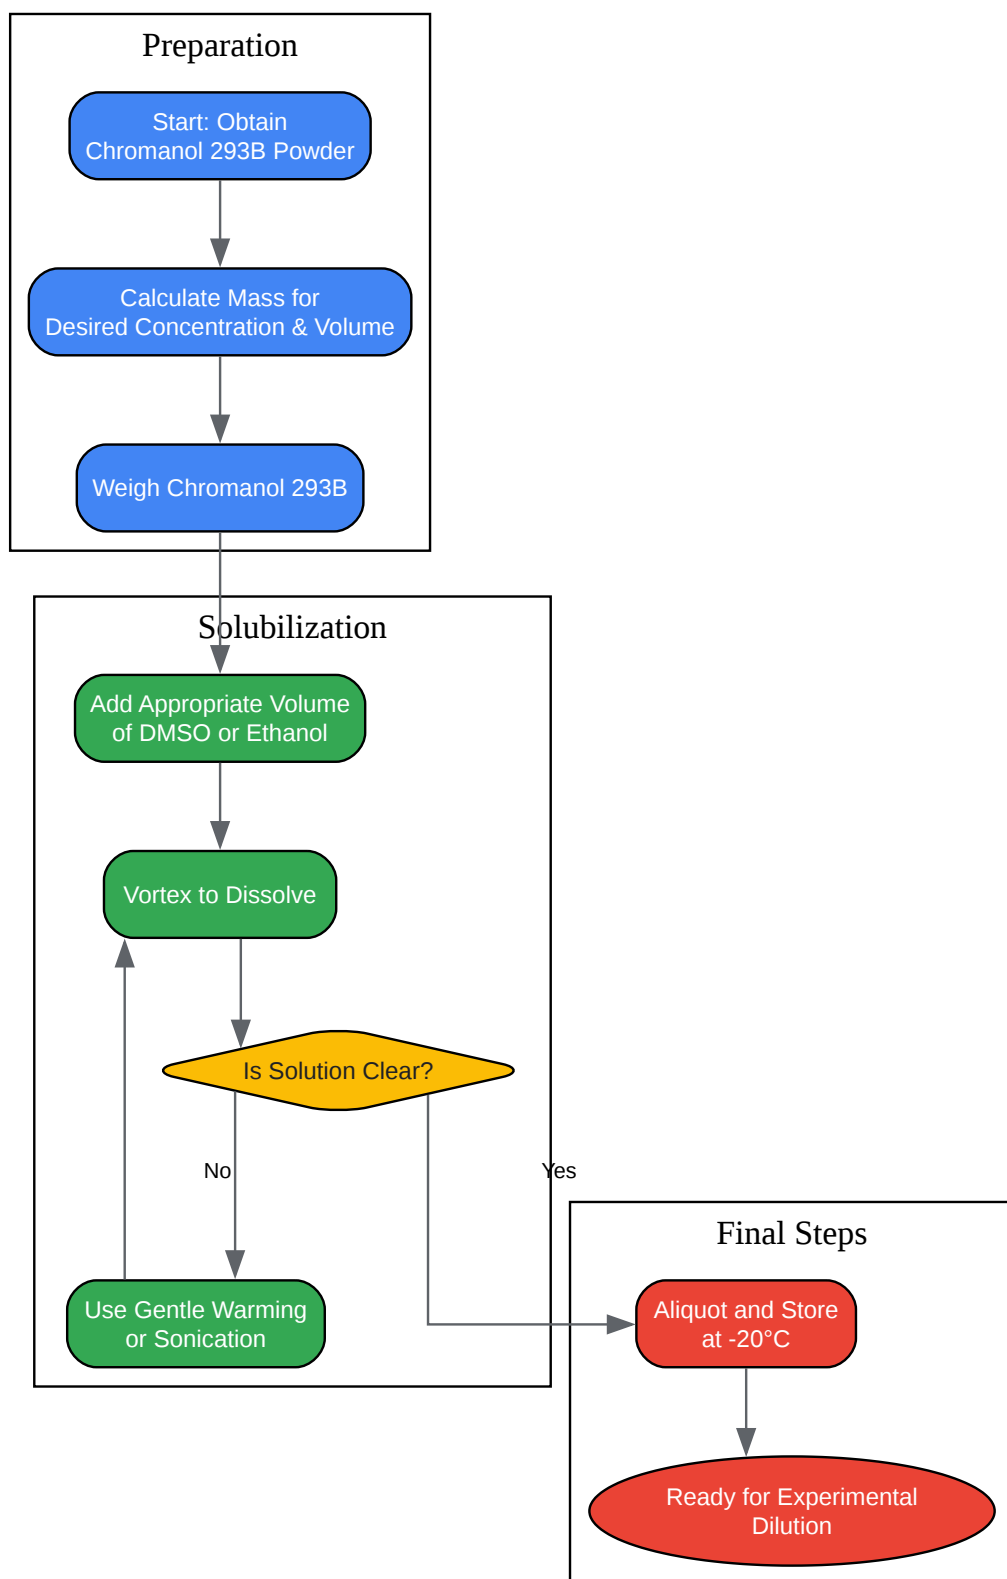 Preparation
Start: Obtain
Chromanol 293B Powder
Calculate Mass for
Desired Concentration & Volume
Weigh Chromanol 293B
Solubilization
Add Appropriate Volume
of DMSO or Ethanol
Vortex to Dissolve
Is Solution Clear?
No
Yes
Use Gentle Warming
or Sonication
Final Steps
Aliquot and Store
at -20°C
Ready for Experimental
Dilution